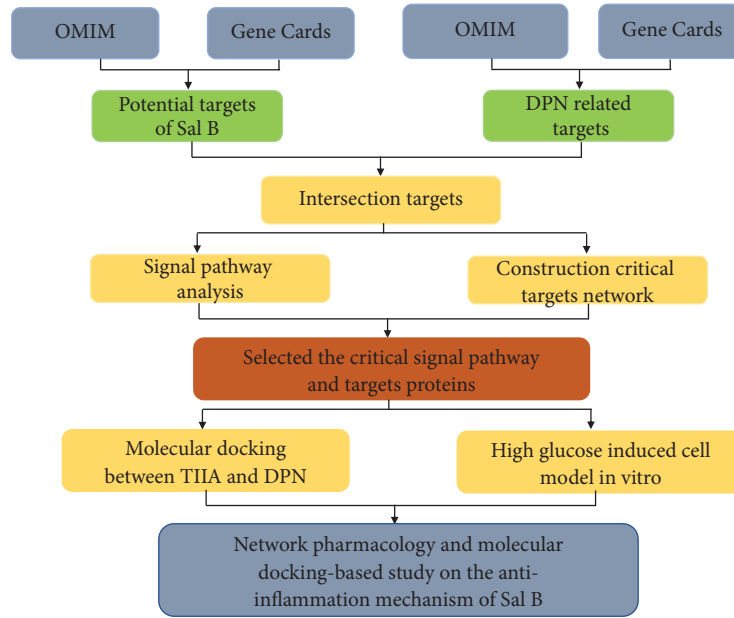 OMIM
Gene Cards
OMIM
Gene Cards
Potential targets
of Sal B
DPN related
targets
Intersection targets
Signal pathway
analysis
Construction critical
targets network
Selected the critical signal pathway
and targets proteins
Molecular docking
between TIIA and DPN
High glucose induced cell
model in vitro
Network pharmacology and molecular
docking-based study on the anti-
inflammation mechanism of Sal B